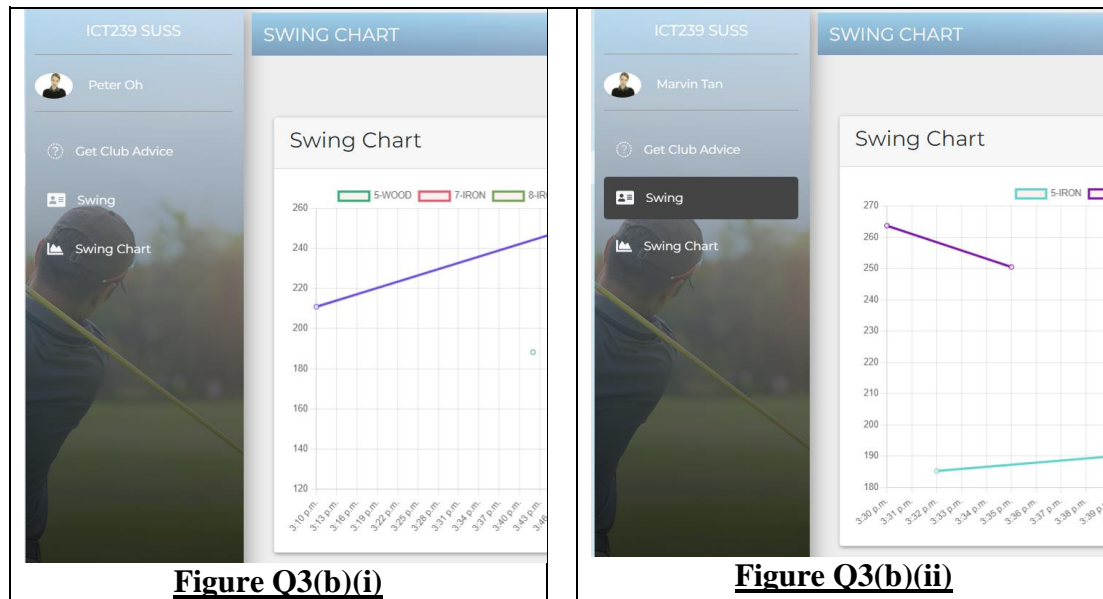 ICT239 SUSS
SWING CHART
Peter Oh
Get Club Advice
Swing
Swing Chart
Swing Chart
5-WOOD 7-IRON 8-IR
260
240
220
200
180
160
140
120
3:10 p.m. 3:13 p.m. 3:16 p.m. 3:19 p.m. 3:22 p.m. 3:25 p.m. 3:28 p.m. 3:31 p.m. 3:34 p.m. 3:37 p.m. 3:40 p.m. 3:43 p.m. 3:46
Figure Q3(b)(i)
ICT239 SUSS
SWING CHART
Marvin Tan
Get Club Advice
Swing
Swing Chart
Swing Chart
5-IRON
270
260
250
240
230
220
210
200
190
180
3:30 p.m. 3:31 p.m. 3:32 p.m. 3:33 p.m. 3:34 p.m. 3:35 p.m. 3:36 p.m. 3:37 p.m. 3:38 p.m. 3:39 p.
Figure Q3(b)(ii)